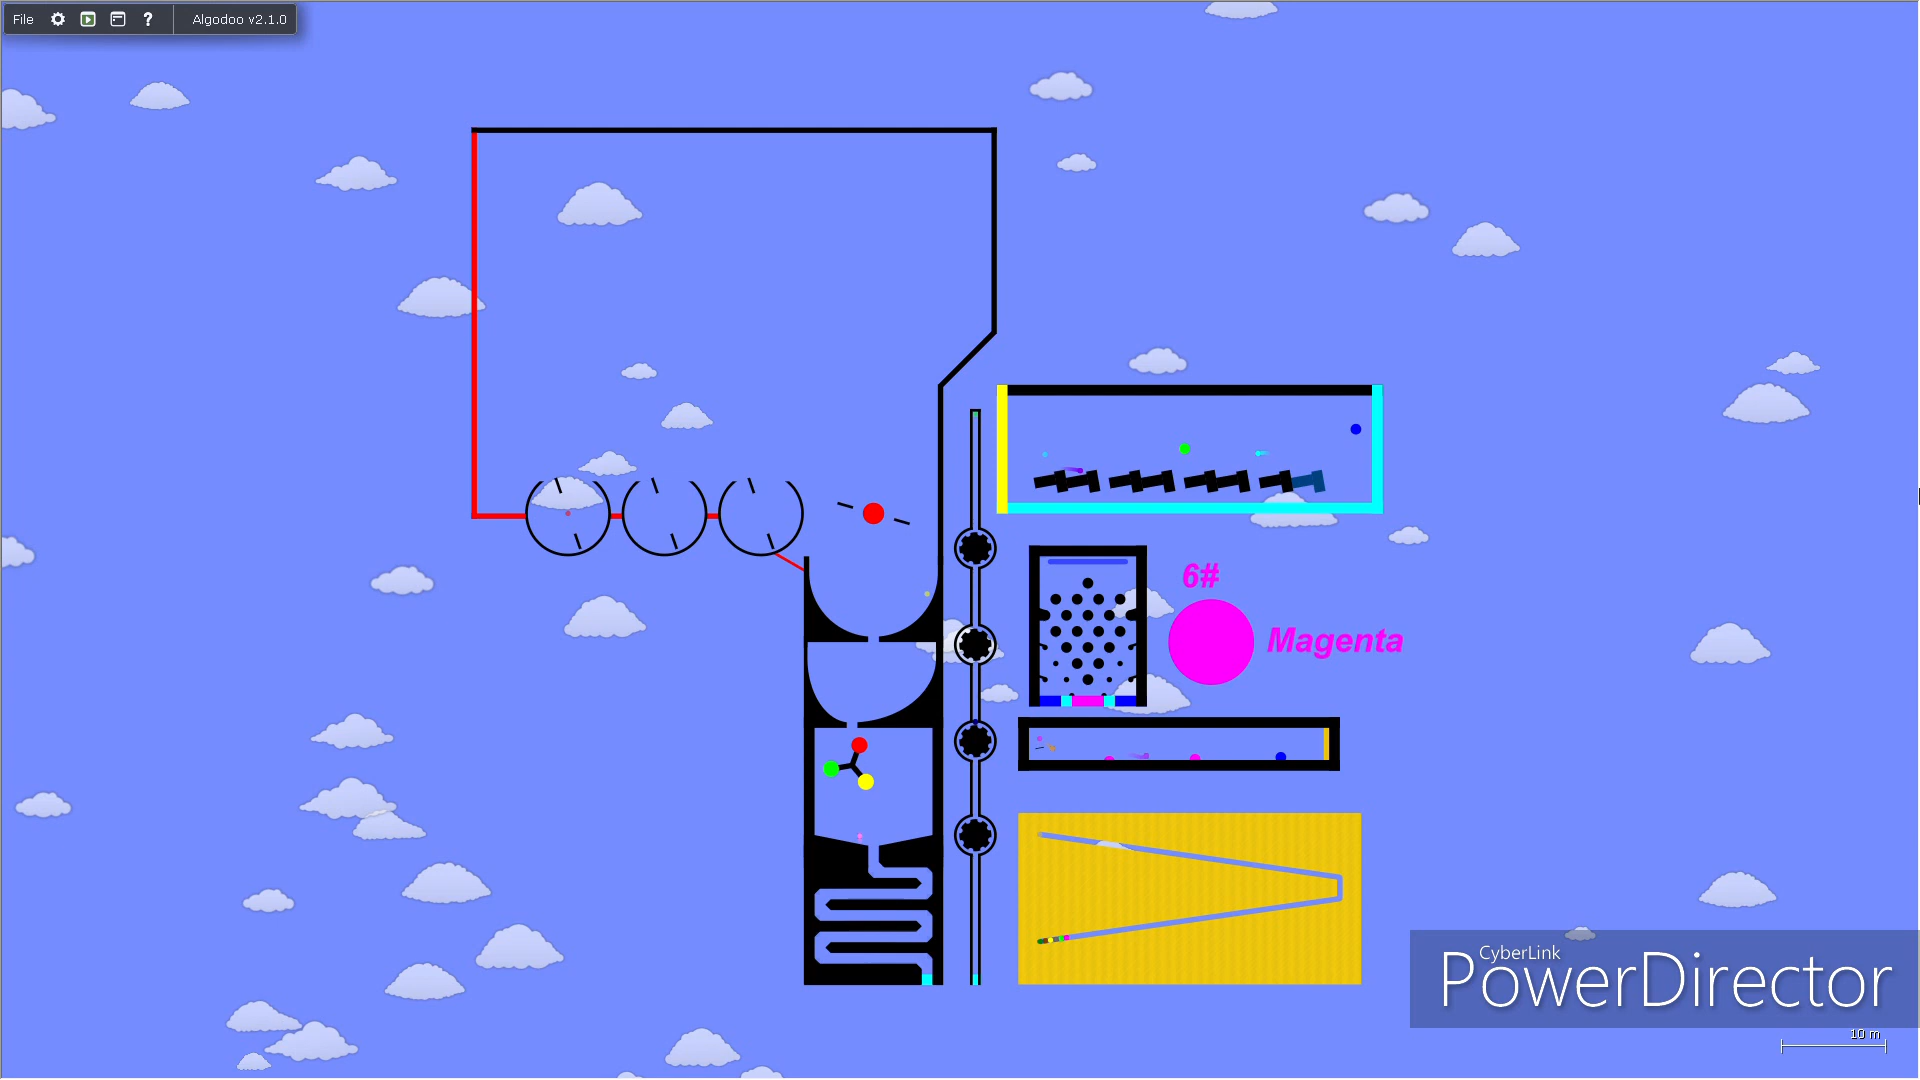 File ? Algodoo v2.1.0
6#
Magenta
CyberLink
PowerDirector
10 m